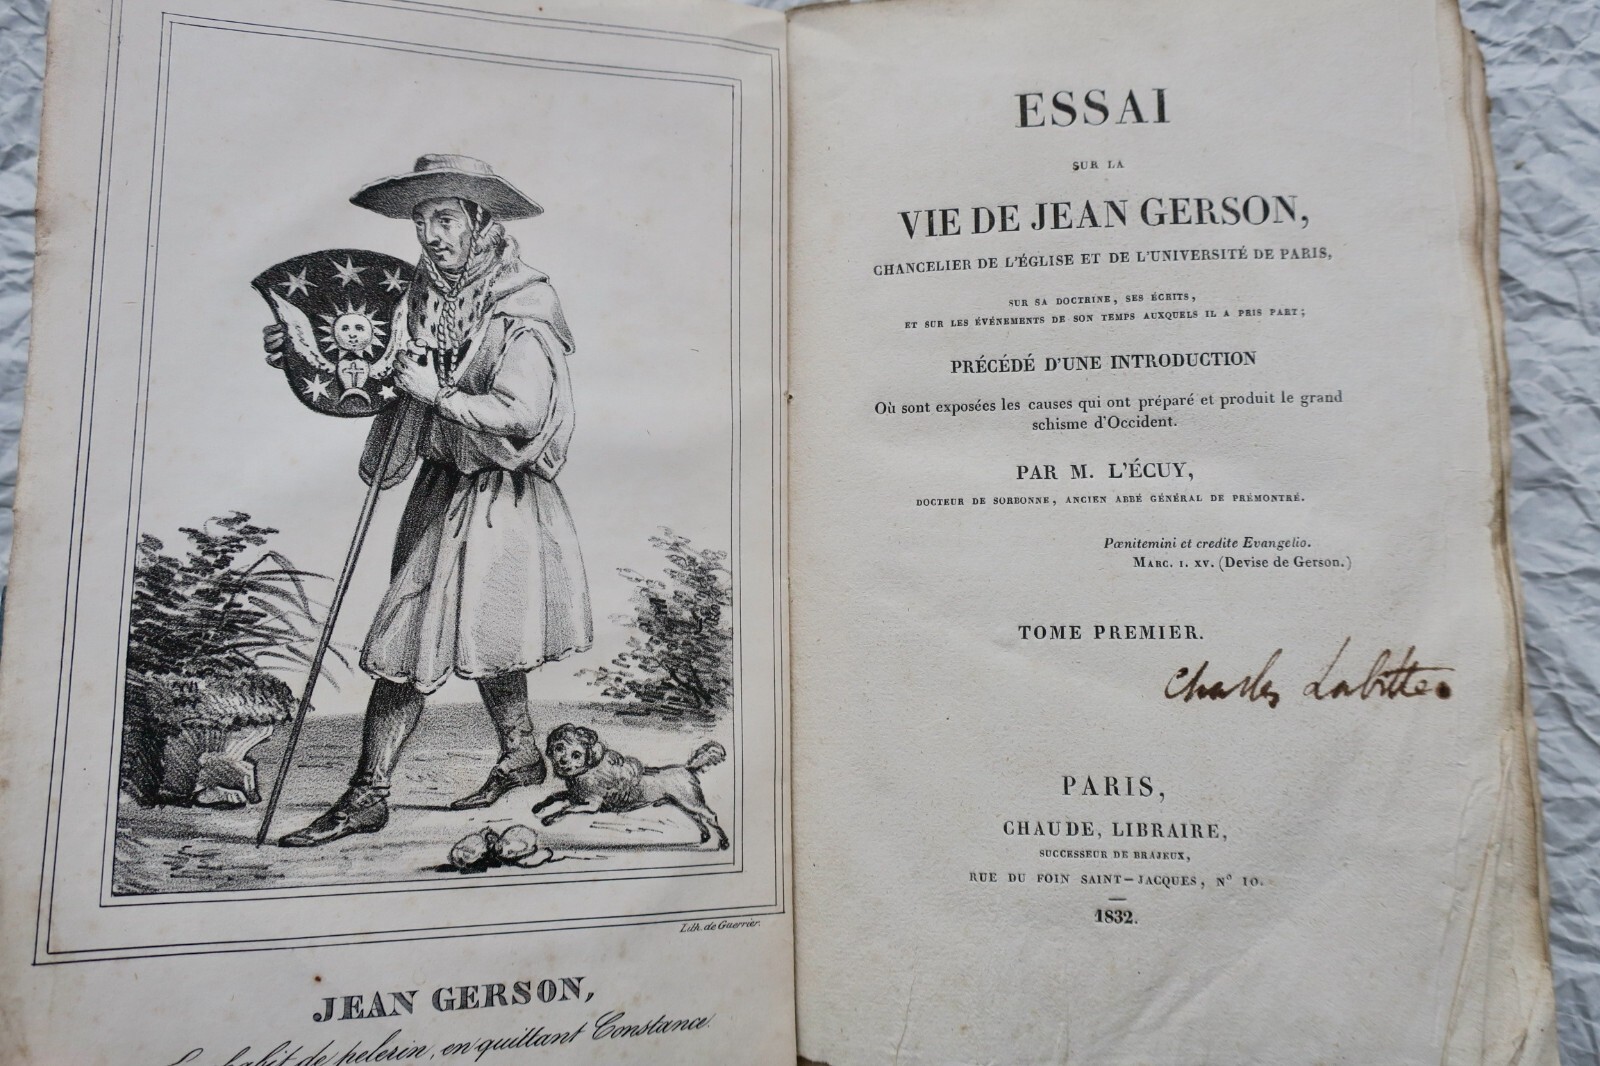 Lith. de Guerrier.
JEAN GERSON,
habit de pelerin, en quittant Constance.
ESSAI
SUR LA
VIE DE JEAN GERSON,
CHANCELIER DE L'ÉGLISE ET DE L'UNIVERSITÉ DE PARIS,
SUR SA DOCTRINE, SES ÉCRITS,
ET SUR LES ÉVÉNEMENTS DE SON TEMPS AUXQUELS IL A PRIS PART;
PRÉCÉDÉ D'UNE INTRODUCTION
Où sont exposées les causes qui ont préparé et produit le grand
schisme d'Occident.
PAR M. L'ÉCUY,
DOCTEUR DE SORBONNE, ANCIEN ABBÉ GÉNÉRAL DE PRÉMONTRÉ.
Pœnitemini et credite Evangelio.
MARC. I. XV. (Devise de Gerson.)
TOME PREMIER.
Charles Labitte
PARIS,
CHAUDE, LIBRAIRE,
SUCCESSEUR DE BRAJEUX,
RUE DU FOIN SAINT-JACQUES, N° 10.
1832.